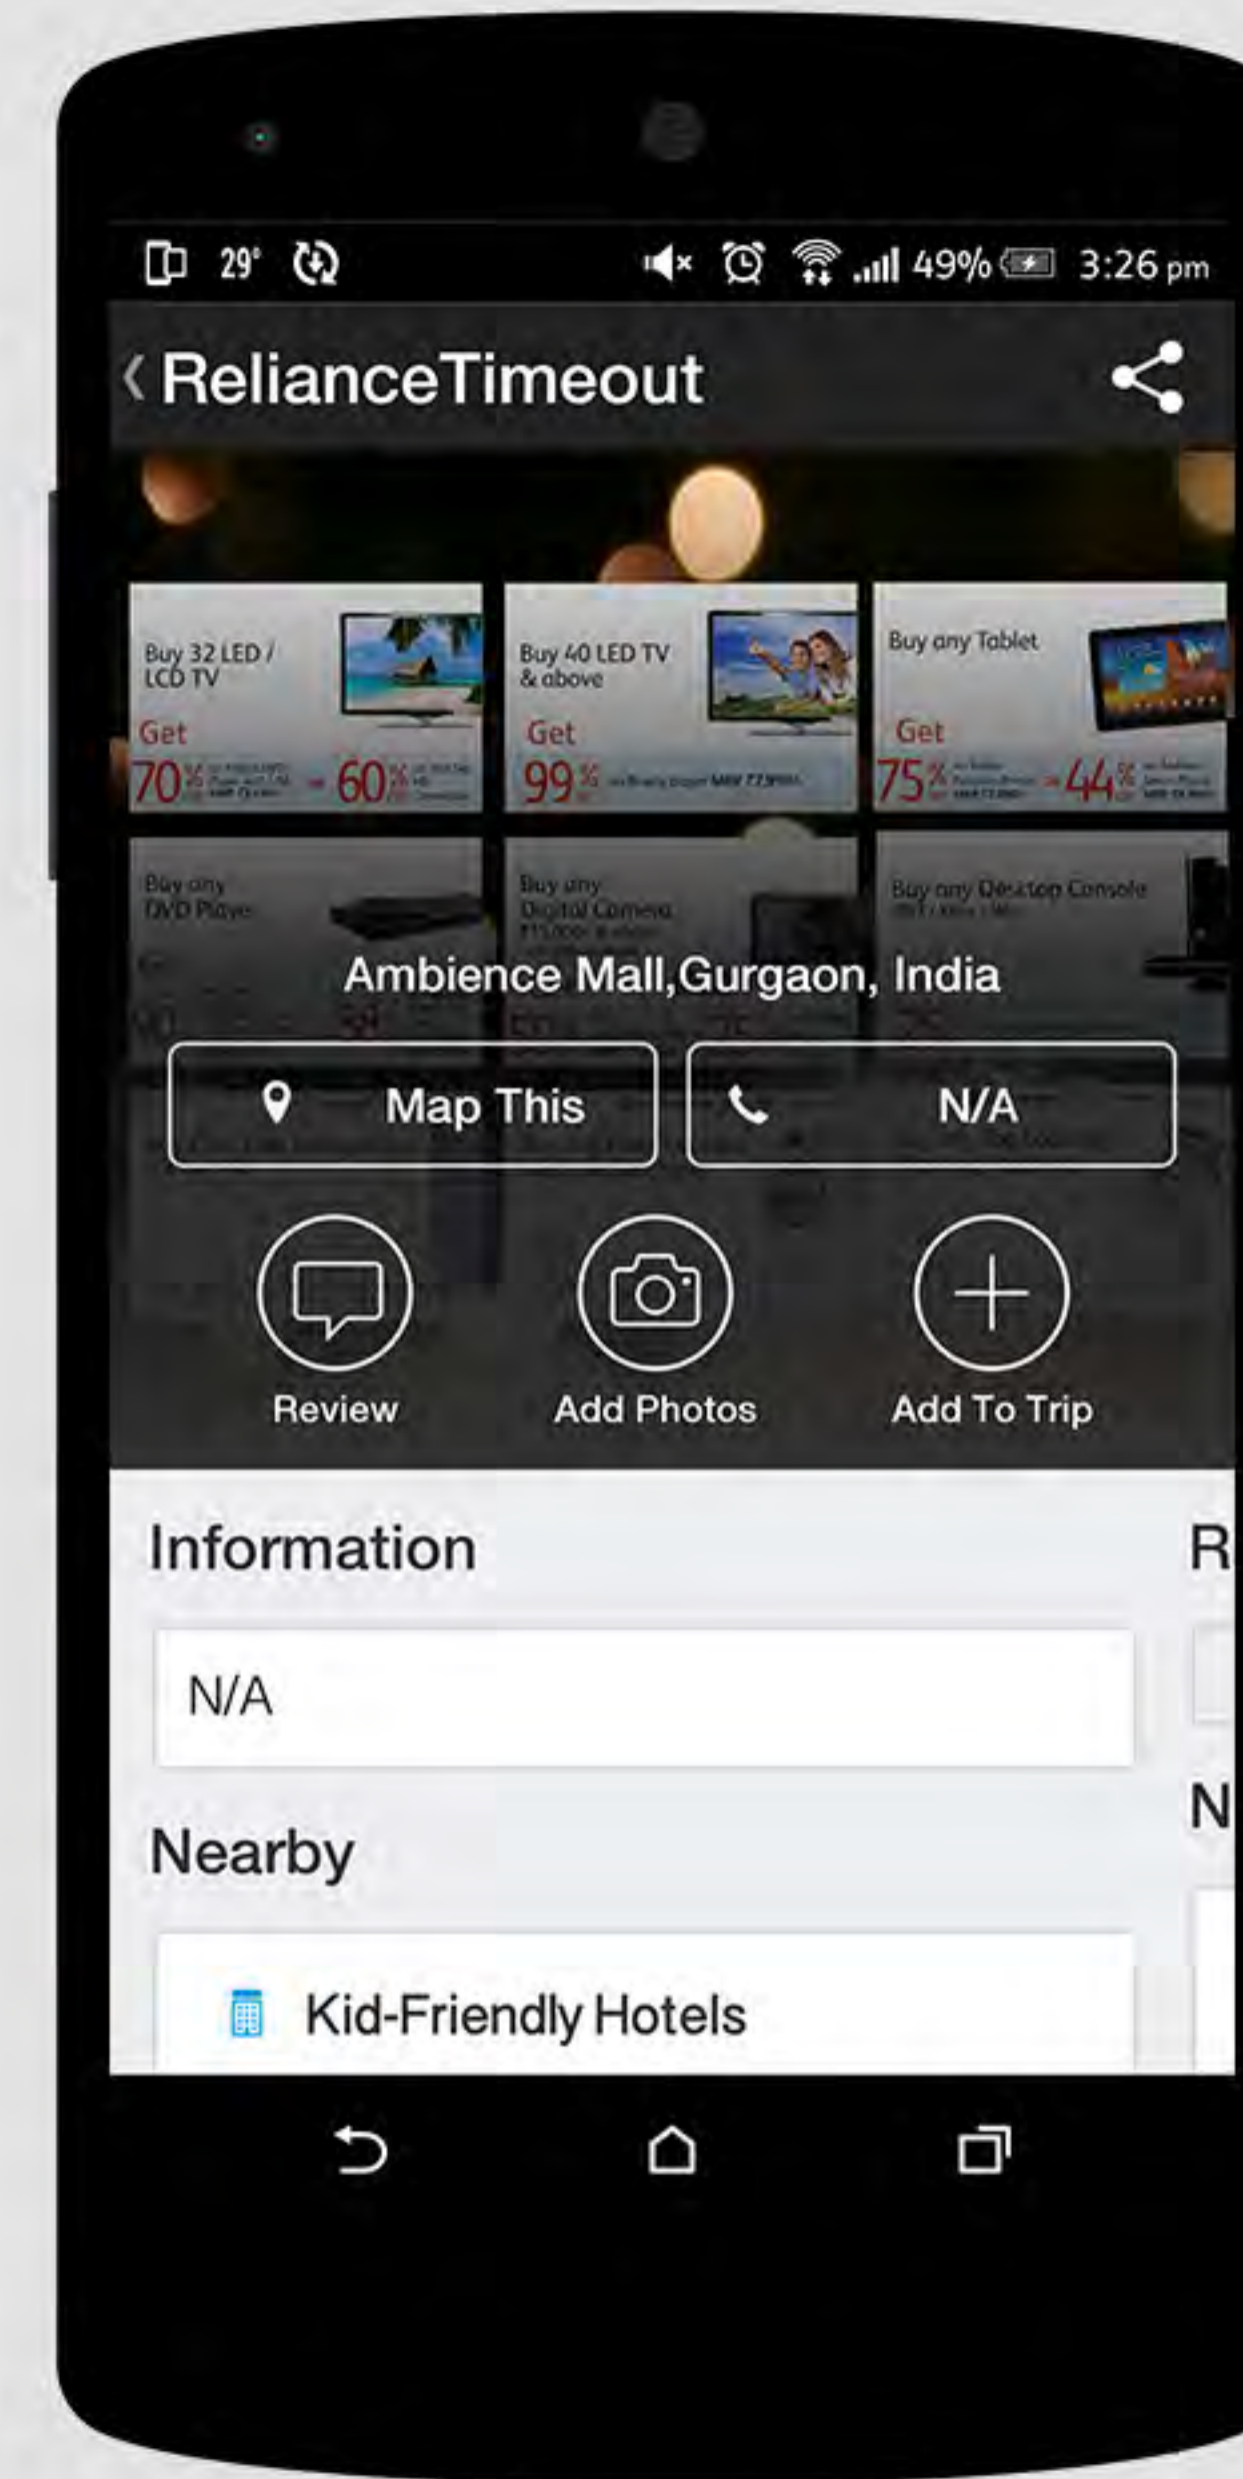 29°
49% 3:26 pm
RelianceTimeout
Buy 32 LED /
LCD TV
Get
70% 60%
Buy 40 LED TV
& above
Get
99%
Buy any Tablet
Get
75% 44%
Buy any
DVD Player
Buy any
Digital Camera
Buy any Desktop Console
Ambience Mall,Gurgaon, India
Map This
N/A
Review
Add Photos
Add To Trip
Information
R
N/A
N
Nearby
Kid-Friendly Hotels